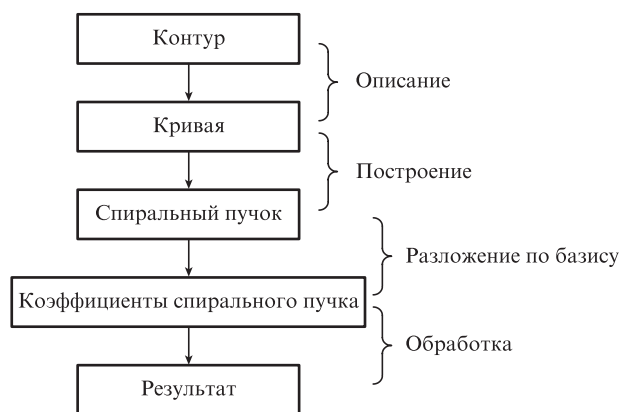 Контур
Описание
Кривая
Построение
Спиральный пучок
Разложение по базису
Коэффициенты спирального пучка
Обработка
Результат